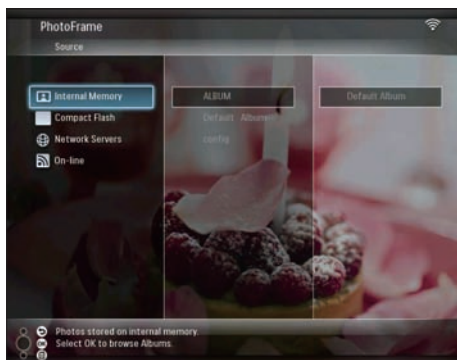 PhotoFrame
Source
Internal Memory
Compact Flash
Network Servers
On-line
ALBUM
Default Album
config
Default Album
Photos stored on internal memory.
Select OK to browse Albums.